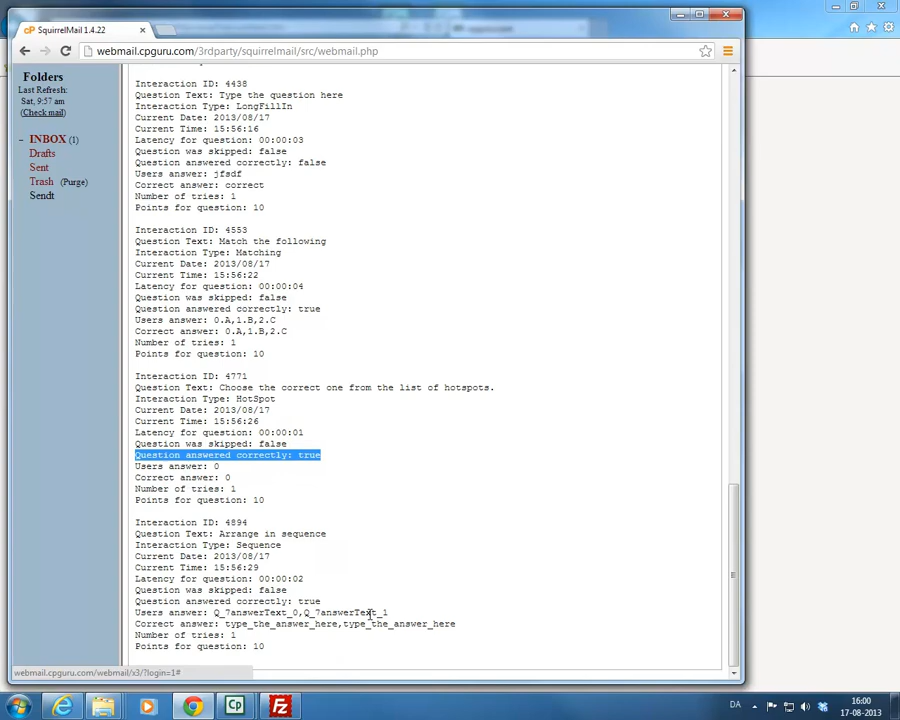 cP SquirrelMail 1.4.22
webmail.cpguru.com/3rdparty/squirrelmail/src/webmail.php
Folders
Last Refresh:
Sat, 9:57 am
(Check mail)
INBOX (1)
Drafts
Sent
Trash (Purge)
Sendt
Interaction ID: 4438
Question Text: Type the question here
Interaction Type: LongFillIn
Current Date: 2013/08/17
Current Time: 15:56:16
Latency for question: 00:00:03
Question was skipped: false
Question answered correctly: false
Users answer: jfsdf
Correct answer: correct
Number of tries: 1
Points for question: 10
Interaction ID: 4553
Question Text: Match the following
Interaction Type: Matching
Current Date: 2013/08/17
Current Time: 15:56:22
Latency for question: 00:00:04
Question was skipped: false
Question answered correctly: true
Users answer: 0.A,1.B,2.C
Correct answer: 0.A,1.B,2.C
Number of tries: 1
Points for question: 10
Interaction ID: 4771
Question Text: Choose the correct one from the list of hotspots.
Interaction Type: HotSpot
Current Date: 2013/08/17
Current Time: 15:56:26
Latency for question: 00:00:01
Question was skipped: false
Question answered correctly: true
Users answer: 0
Correct answer: 0
Number of tries: 1
Points for question: 10
Interaction ID: 4894
Question Text: Arrange in sequence
Interaction Type: Sequence
Current Date: 2013/08/17
Current Time: 15:56:29
Latency for question: 00:00:02
Question was skipped: false
Question answered correctly: true
Users answer: Q_7answerText_0,Q_7answerText_1
Correct answer: type_the_answer_here,type_the_answer_here
Number of tries: 1
Points for question: 10
webmail.cpguru.com/webmail/x3/?login=1#
Cp
Fz
DA
16:00
17-08-2013